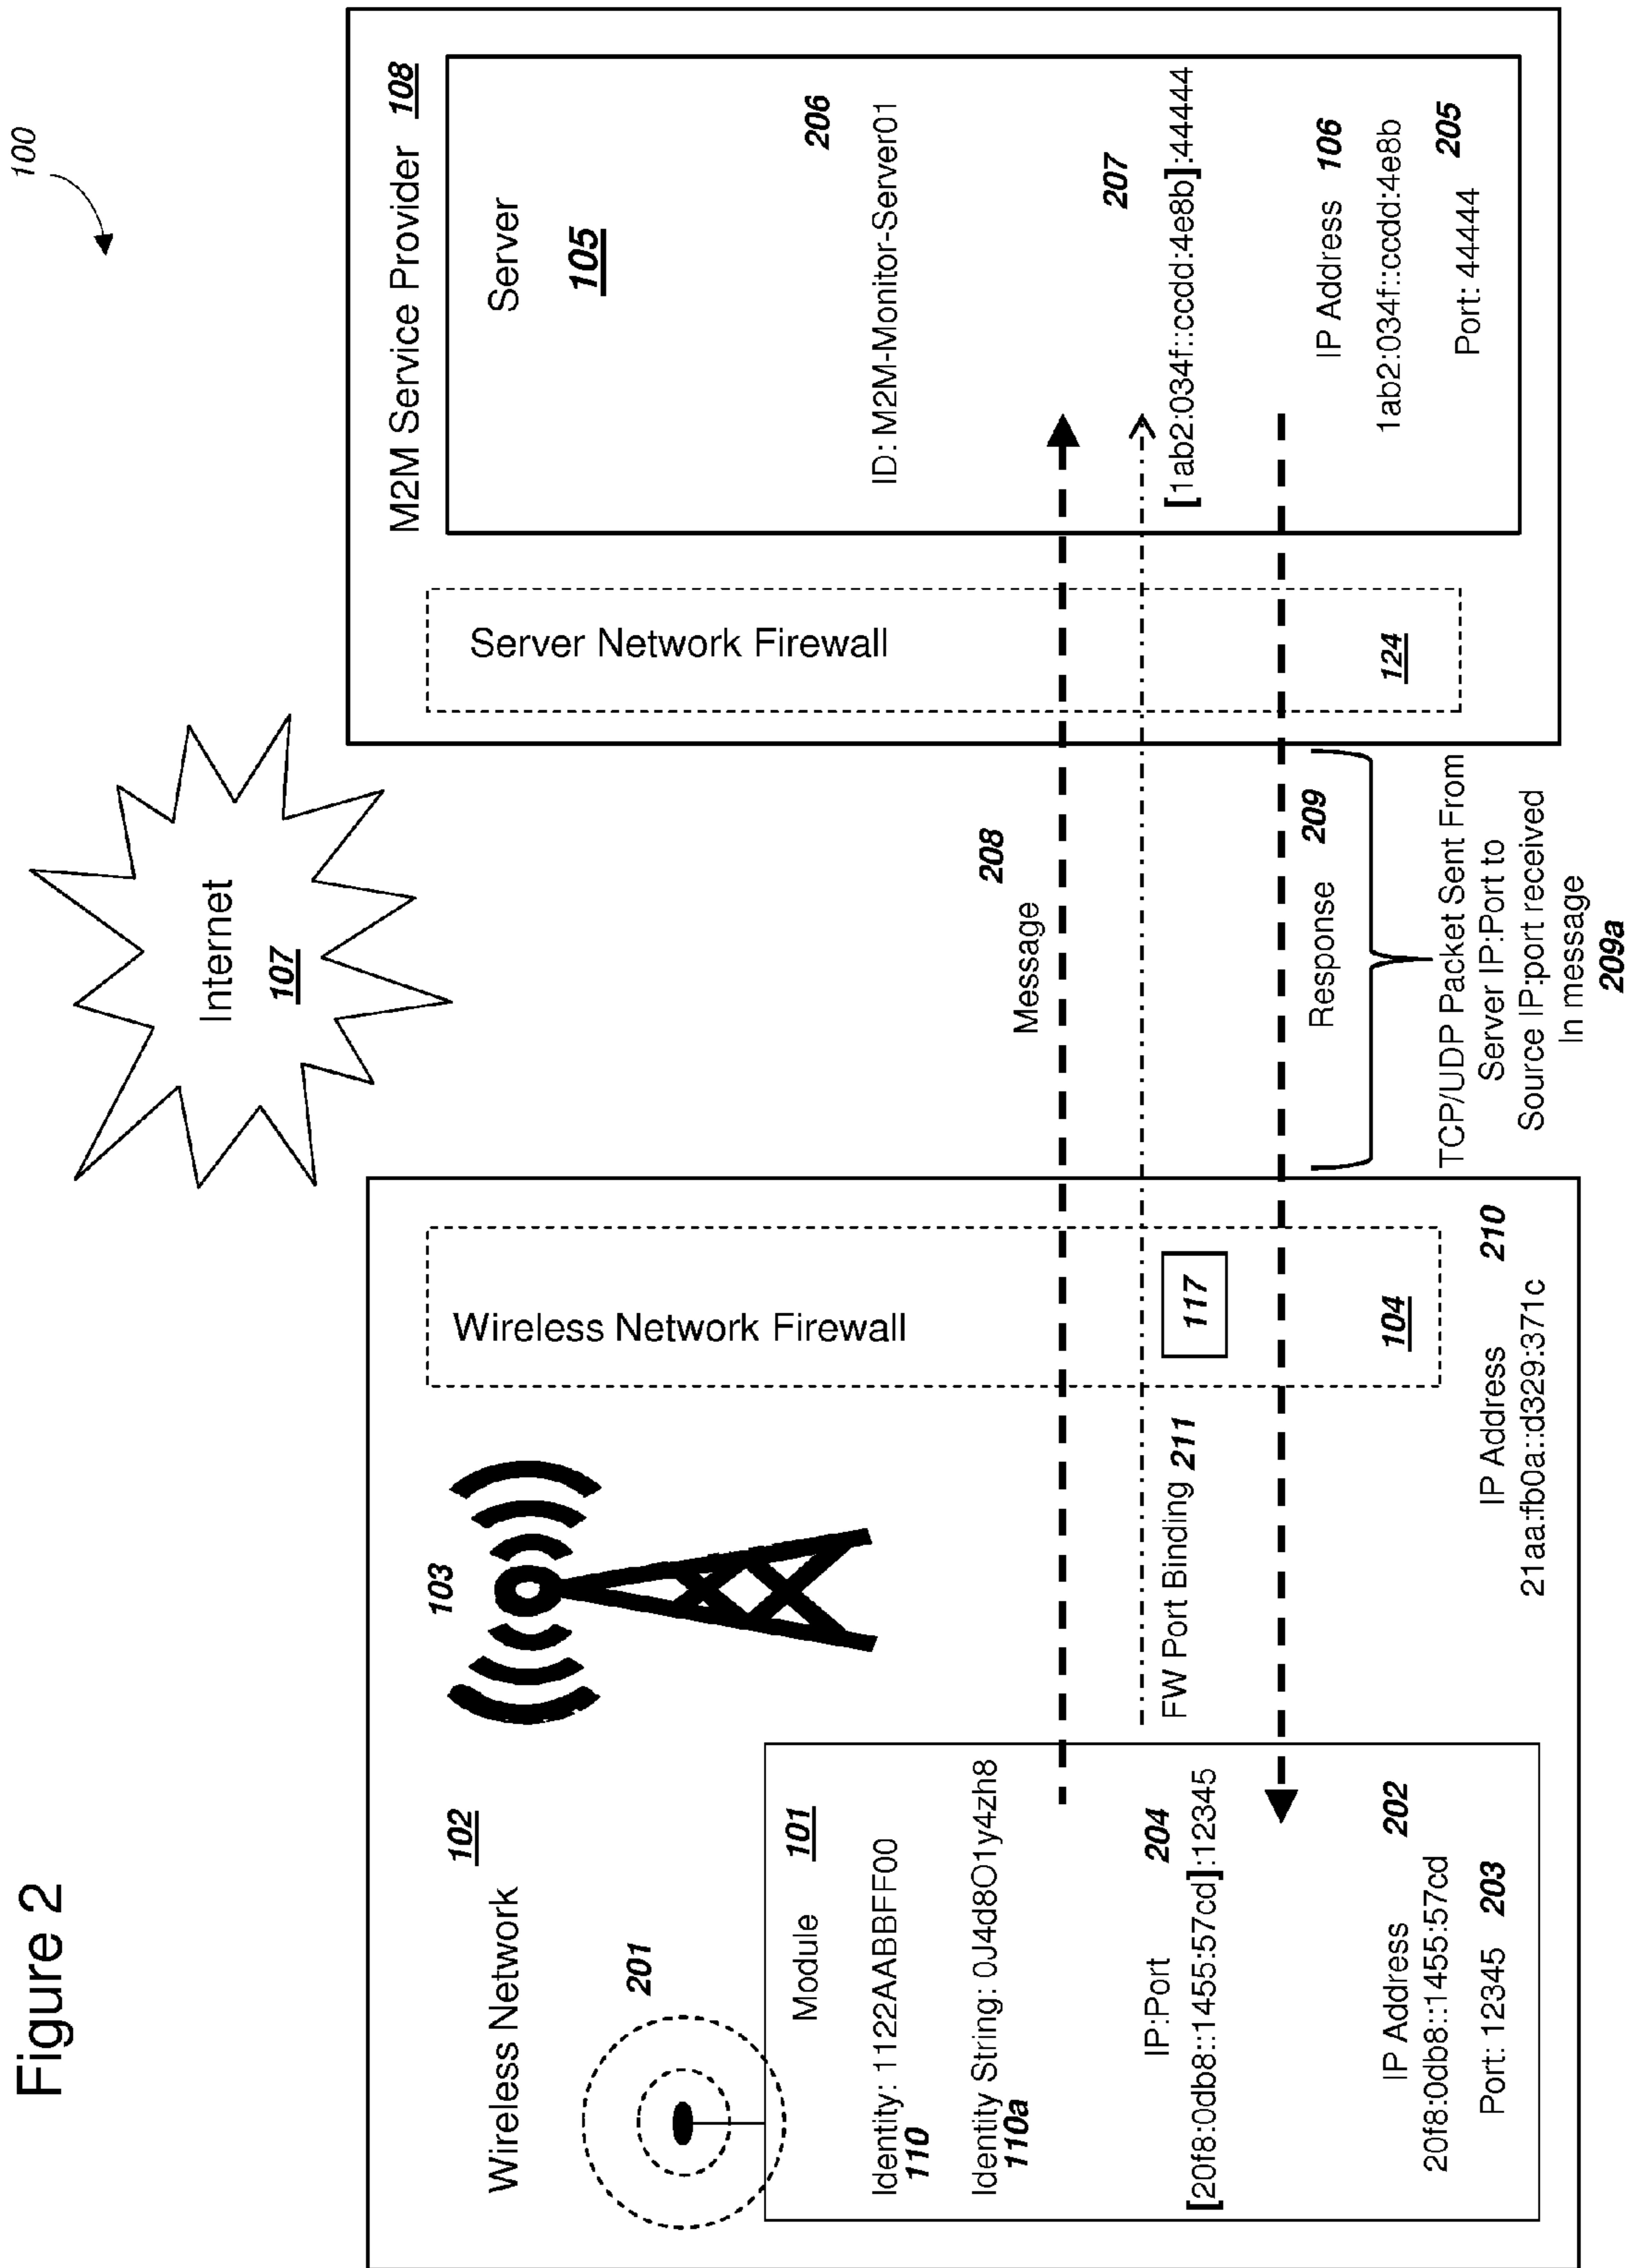 Figure 2
100
Internet
107
Wireless Network
102
103
201
Module 101
Identity: 1122AABBFF00
110
Identity String: 0J4d8O1y4zh8
110a
IP:Port 204
[20f8:0db8::1455:57cd]:12345
IP Address 202
20f8:0db8::1455:57cd
Port: 12345 203
Wireless Network Firewall
FW Port Binding 211
117
104
IP Address 210
21aa:fb0a::d329:371c
Message 208
Response 209
TCP/UDP Packet Sent From
Server IP:Port to
Source IP:port received
In message
209a
M2M Service Provider 108
Server Network Firewall
124
Server
105
206
ID: M2M-Monitor-Server01
207
[1ab2:034f::ccdd:4e8b]:44444
IP Address 106
1ab2:034f::ccdd:4e8b
Port: 44444 205